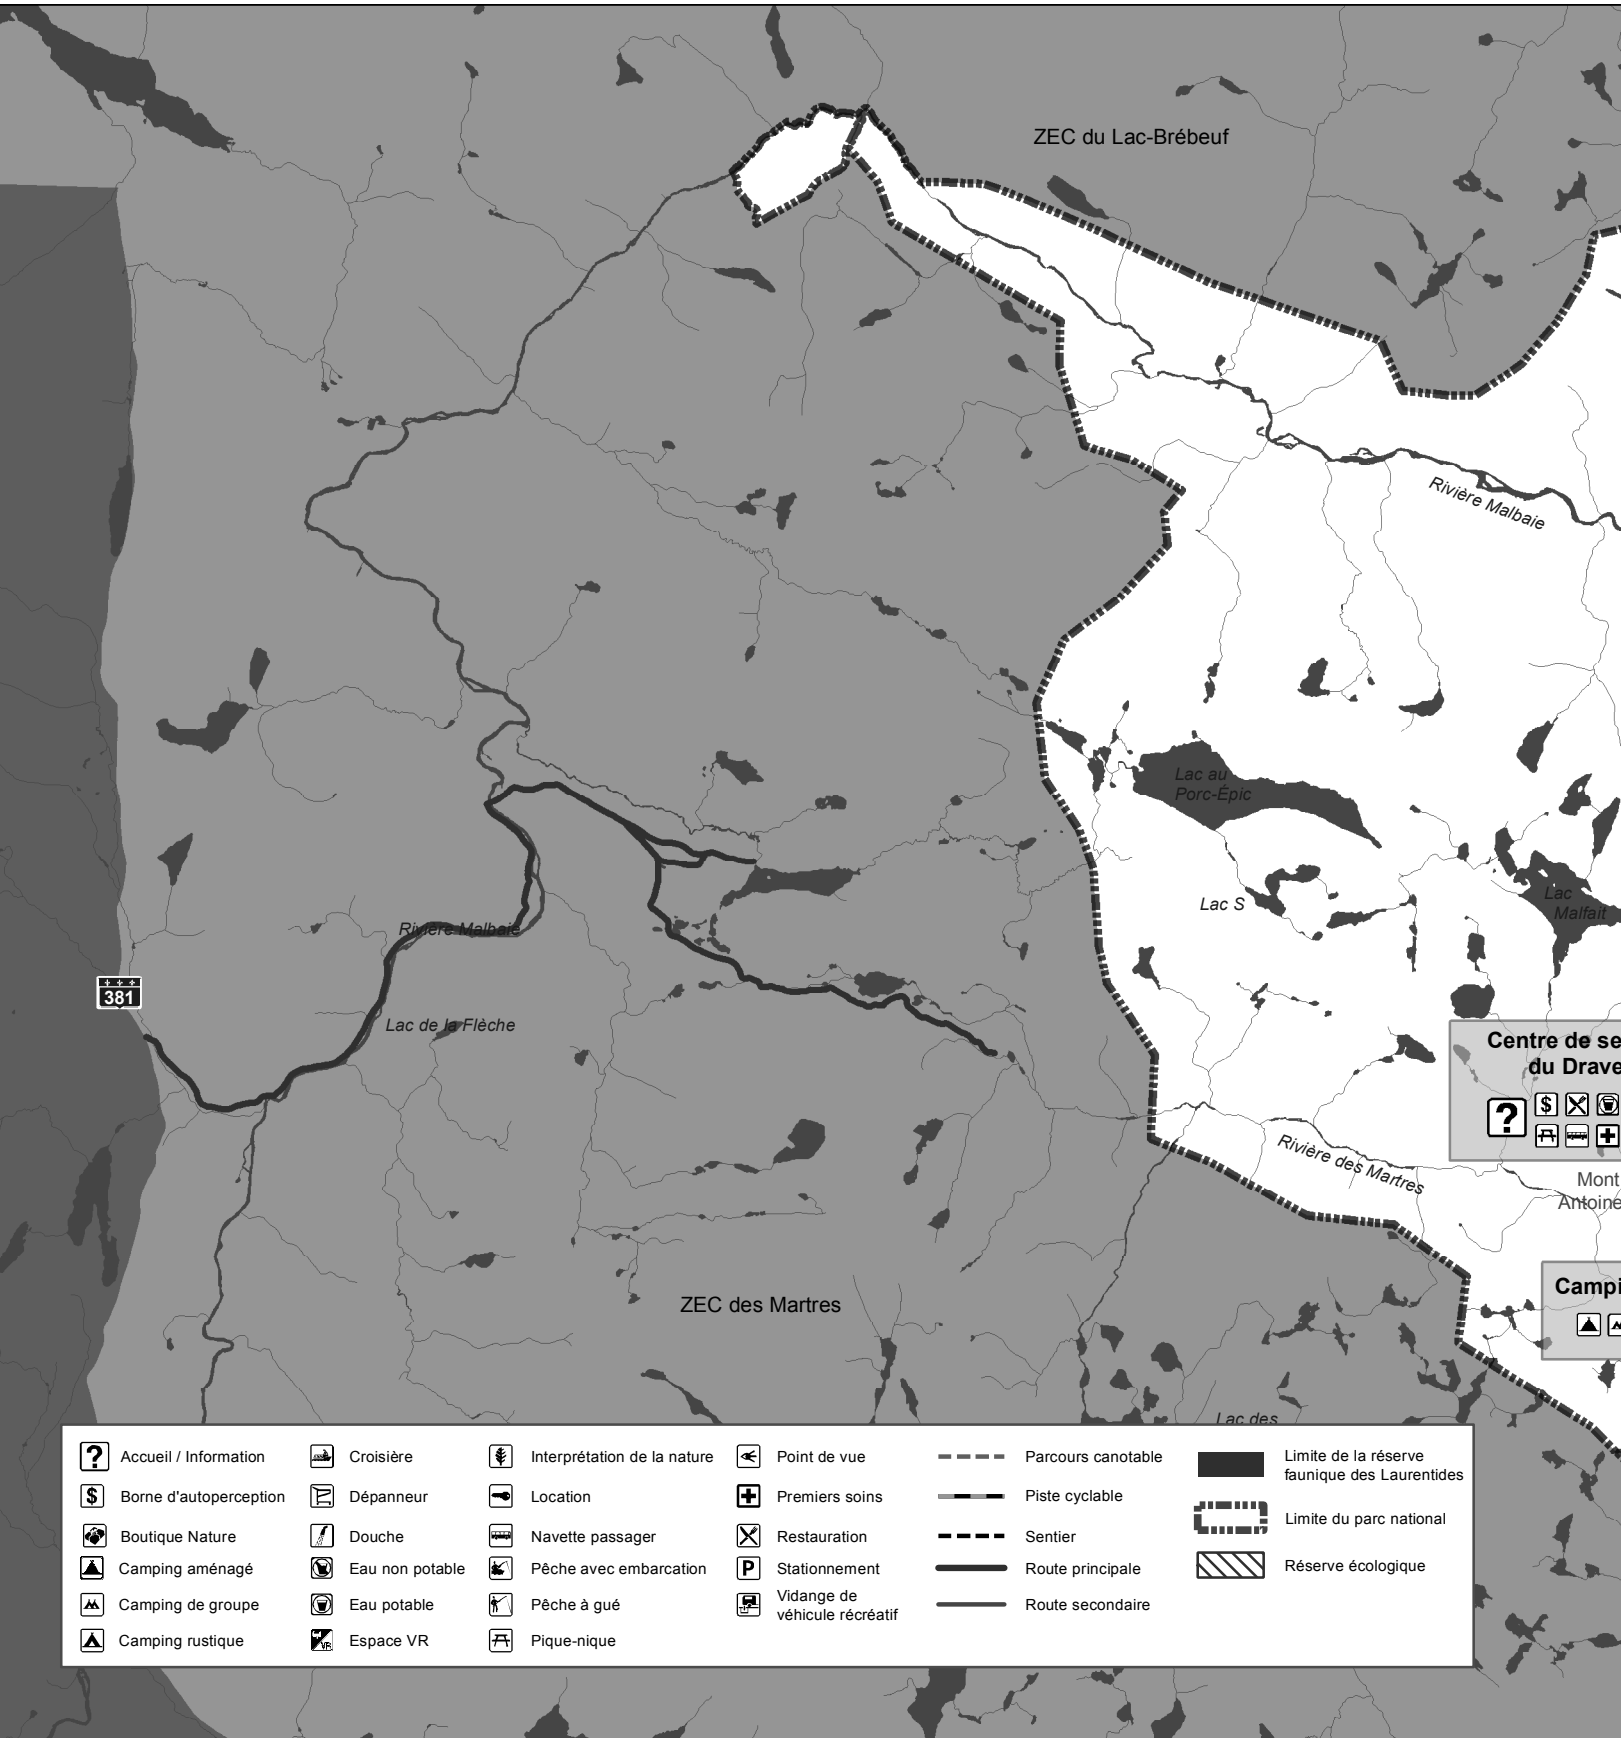 ZEC du Lac-Brébeuf
Rivière Malbaie
Lac au
Porc-Épic
Lac S
Lac
Malfait
Rivière Malbaie
381
Lac de la Flèche
Centre de se
du Drave
?
$
Rivière des Martres
Mont
Antoine
Campi
ZEC des Martres
Lac des
? Accueil / Information
$ Borne d'autoperception
Boutique Nature
Camping aménagé
Camping de groupe
Camping rustique
Croisière
Dépanneur
Douche
Eau non potable
Eau potable
VR Espace VR
Interprétation de la nature
Location
Navette passager
Pêche avec embarcation
Pêche à gué
Pique-nique
Point de vue
Premiers soins
Restauration
P Stationnement
Vidange de
véhicule récréatif
Parcours canotable
Piste cyclable
Sentier
Route principale
Route secondaire
Limite de la réserve
faunique des Laurentides
Limite du parc national
Réserve écologique